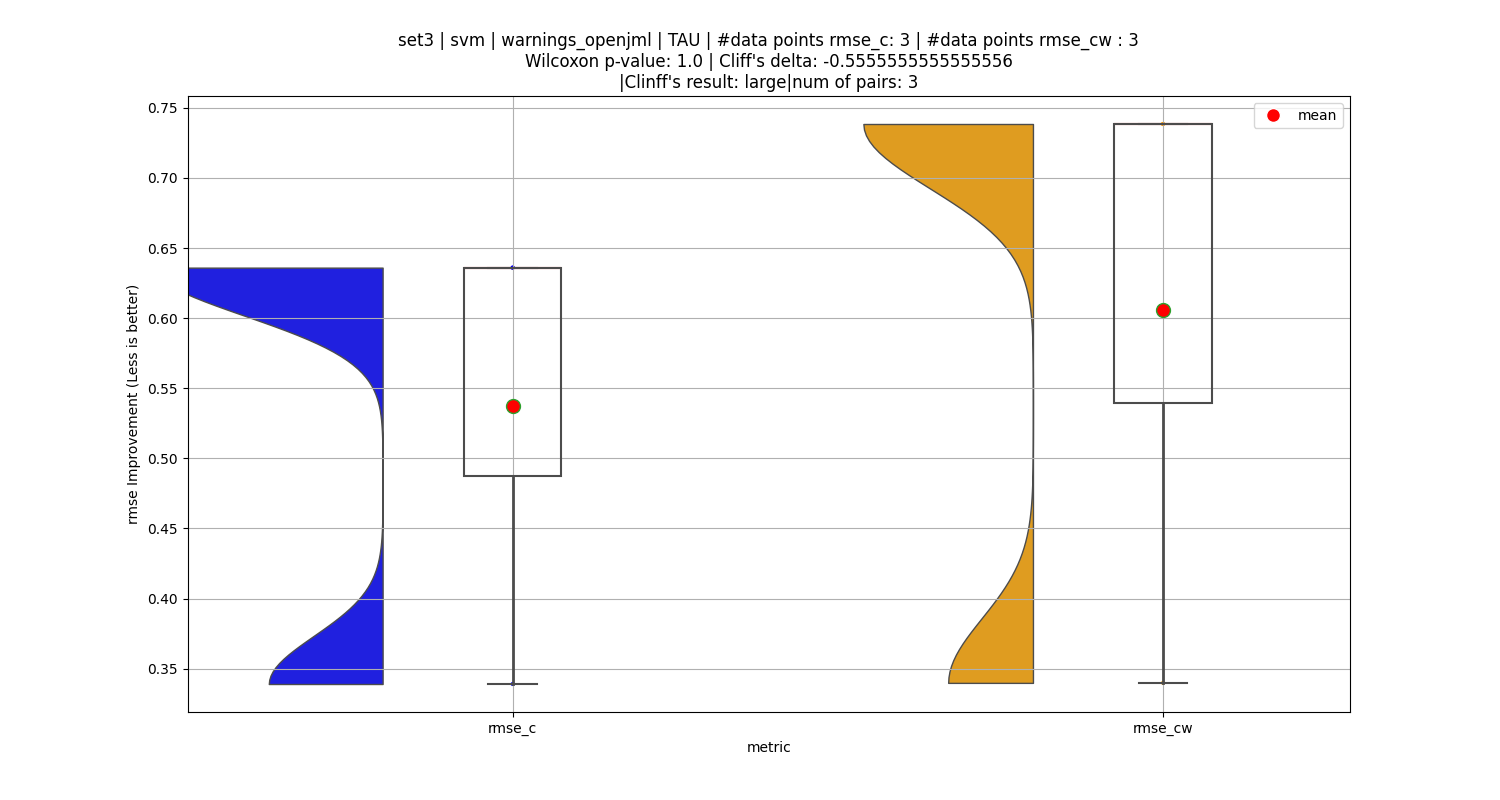 set3 | svm | warnings_openjml | TAU | #data points rmse_c: 3 | #data points rmse_cw : 3
Wilcoxon p-value: 1.0 | Cliff's delta: -0.5555555555555556
|Clinff's result: large|num of pairs: 3
mean
rmse Improvement (Less is better)
0.75
0.70
0.65
0.60
0.55
0.50
0.45
0.40
0.35
rmse_c
rmse_cw
metric